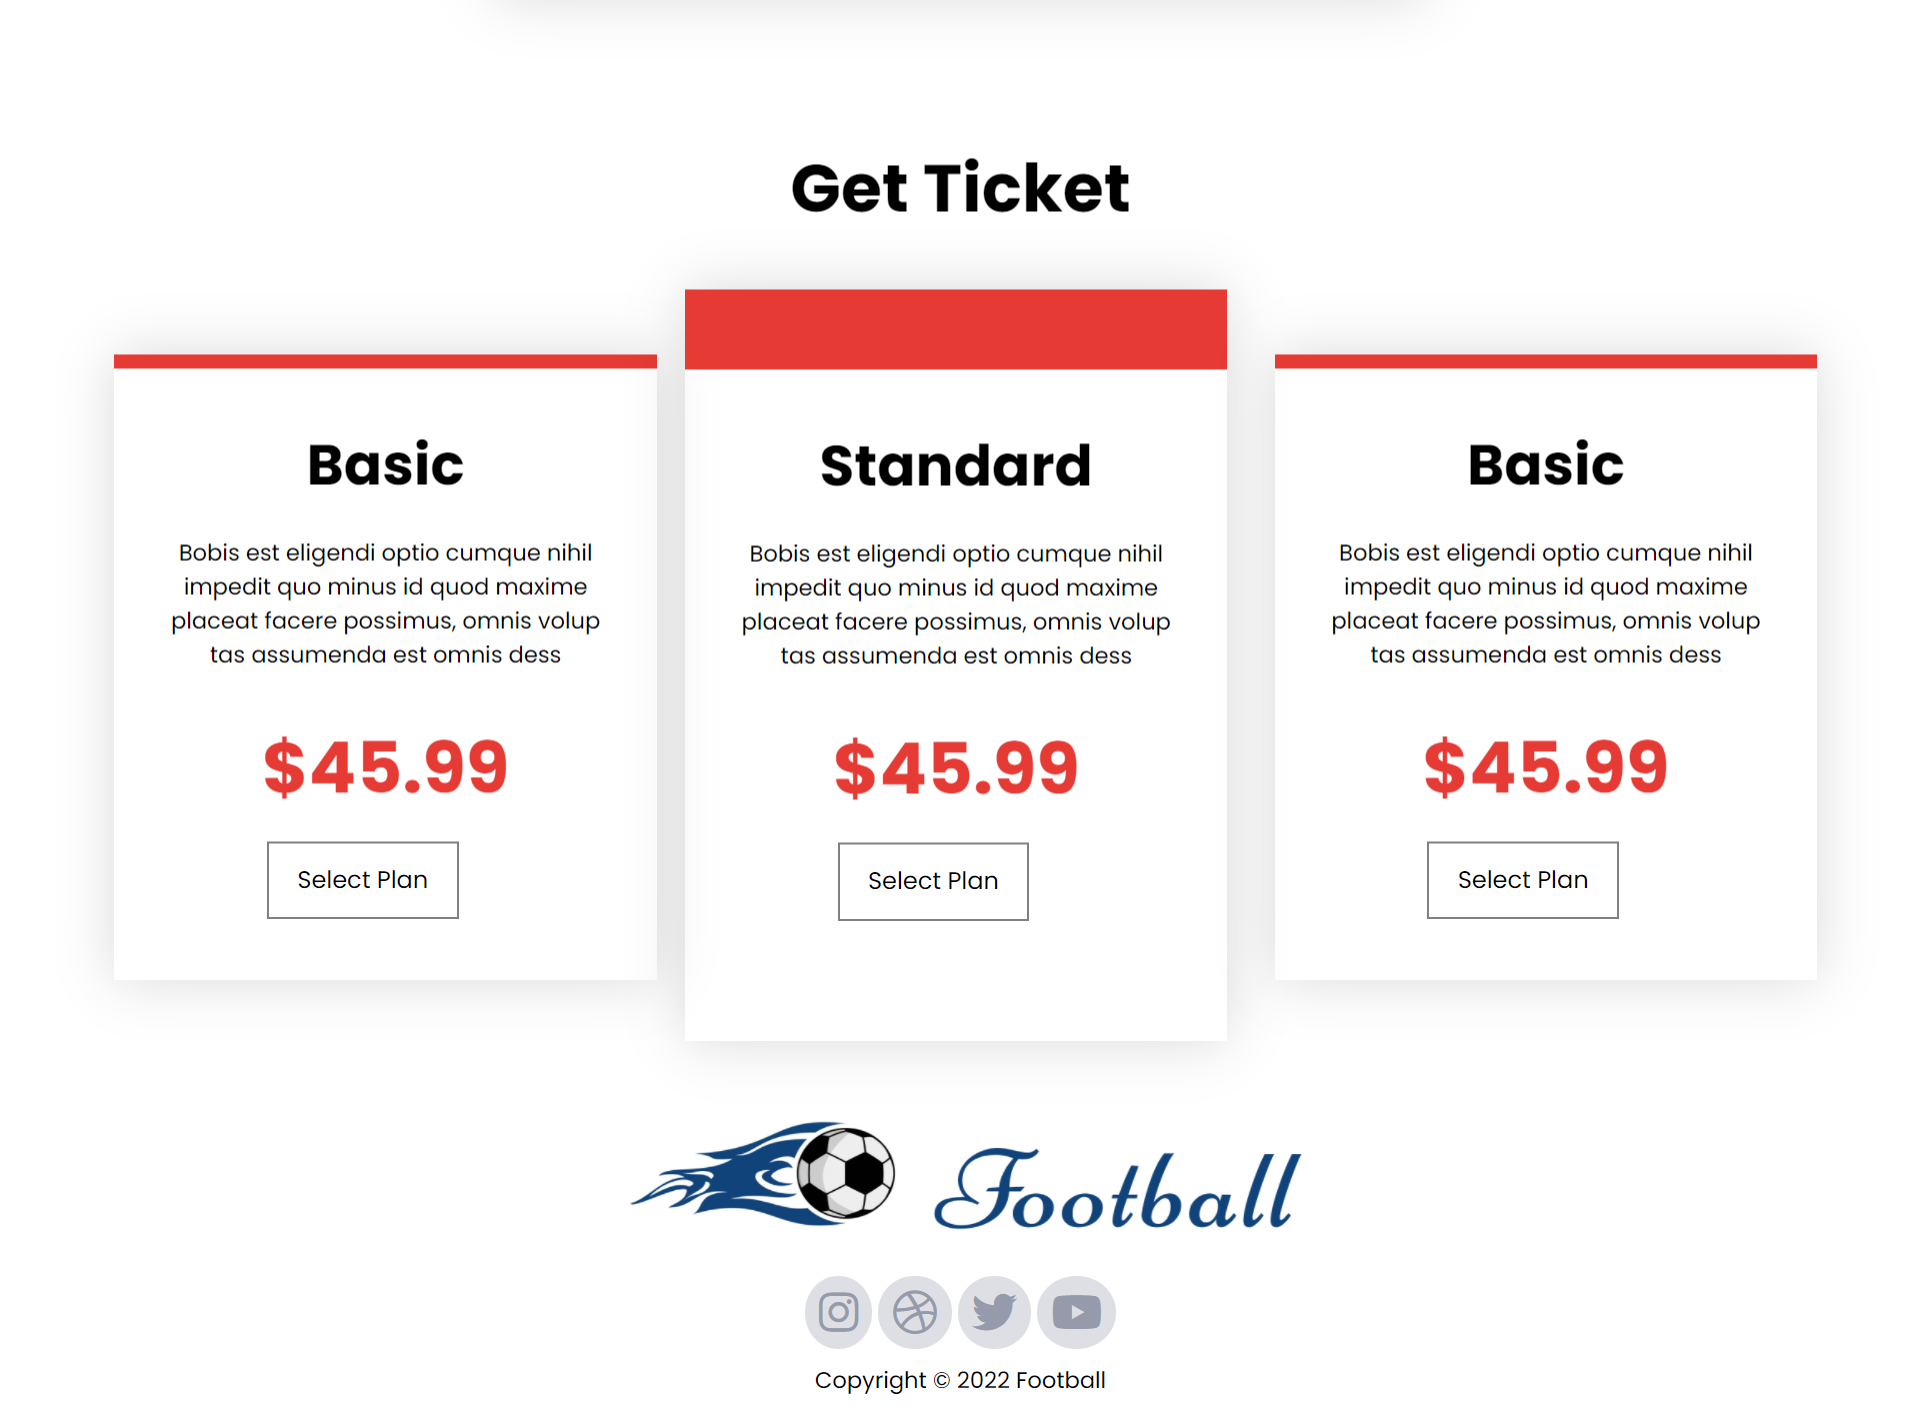 Get Ticket
Basic
Bobis est eligendi optio cumque nihil
impedit quo minus id quod maxime
placeat facere possimus, omnis volup
tas assumenda est omnis dess
$45.99
Select Plan
Standard
Bobis est eligendi optio cumque nihil
impedit quo minus id quod maxime
placeat facere possimus, omnis volup
tas assumenda est omnis dess
$45.99
Select Plan
Basic
Bobis est eligendi optio cumque nihil
impedit quo minus id quod maxime
placeat facere possimus, omnis volup
tas assumenda est omnis dess
$45.99
Select Plan
Football
Copyright © 2022 Football